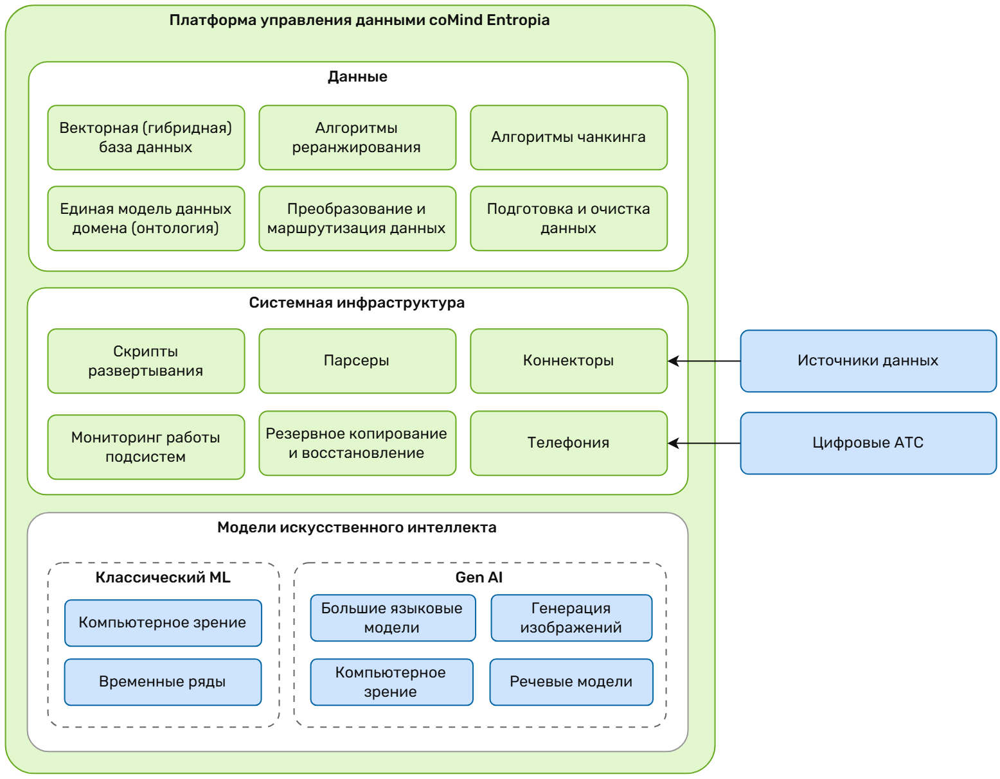 Платформа управления данными coMind Entropia
Данные
Векторная (гибридная)
база данных
Алгоритмы
реранжирования
Алгоритмы чанкинга
Единая модель данных
домена (онтология)
Преобразование и
маршрутизация данных
Подготовка и очистка
данных
Системная инфраструктура
Скрипты
развертывания
Парсеры
Коннекторы
Источники данных
Мониторинг работы
подсистем
Резервное копирование
и восстановление
Телефония
Цифровые АТС
Модели искусственного интеллекта
Классический ML
Компьютерное зрение
Временные ряды
Gen AI
Большие языковые
модели
Генерация
изображений
Компьютерное
зрение
Речевые модели